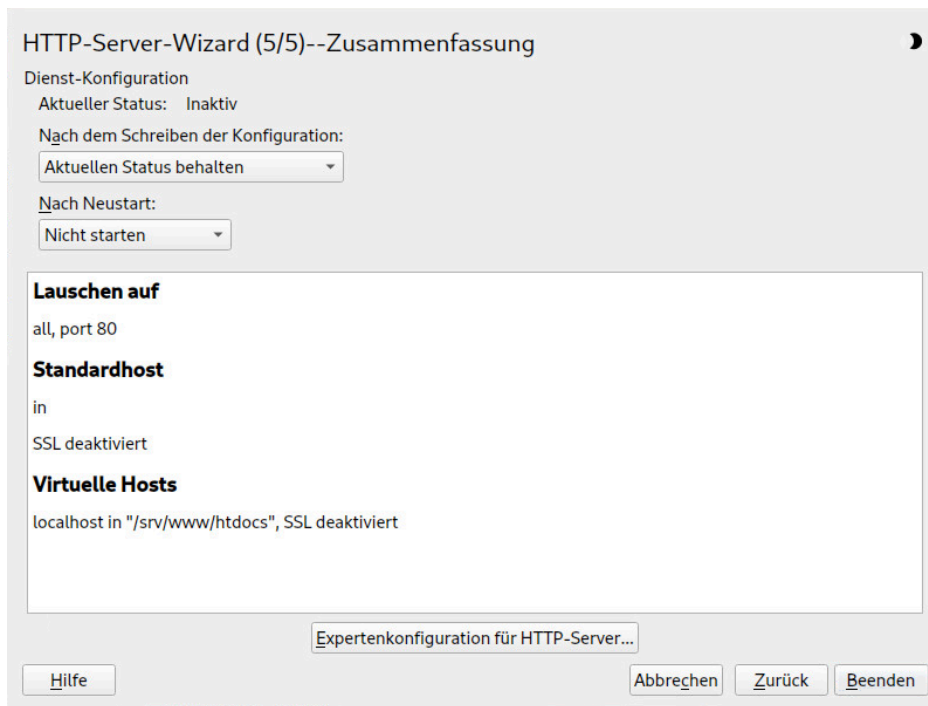 HTTP-Server-Wizard (5/5)--Zusammenfassung
Dienst-Konfiguration
Aktueller Status: Inaktiv
Nach dem Schreiben der Konfiguration:
Aktuellen Status behalten
Nach Neustart:
Nicht starten
Lauschen auf
all, port 80
Standardhost
in
SSL deaktiviert
Virtuelle Hosts
localhost in "/srv/www/htdocs", SSL deaktiviert
Expertenkonfiguration für HTTP-Server...
Hilfe Abbrechen Zurück Beenden